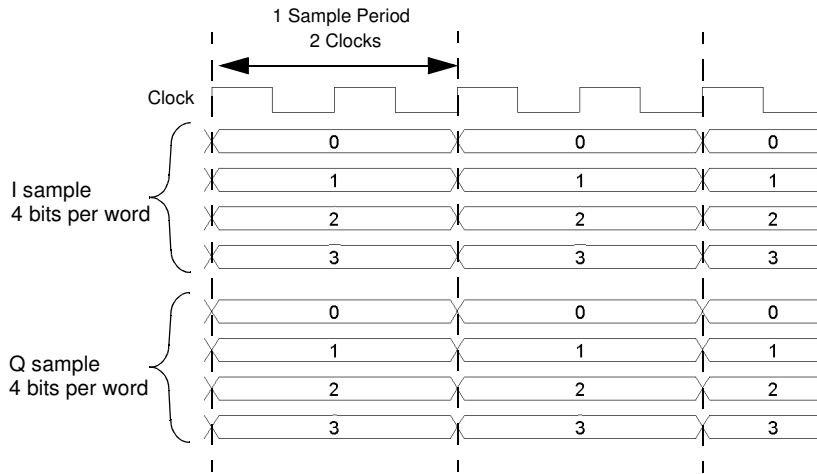 1 Sample Period
2 Clocks
Clock
0 0 0
I sample
4 bits per word
1 1 1
2 2 2
3 3 3
0 0 0
Q sample
4 bits per word
1 1 1
2 2 2
3 3 3